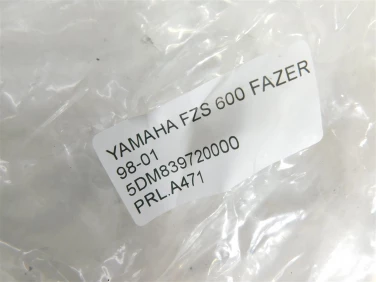 YAMAHA FZS 600 FAZER
98-01
5DM839720000
PRL.A471